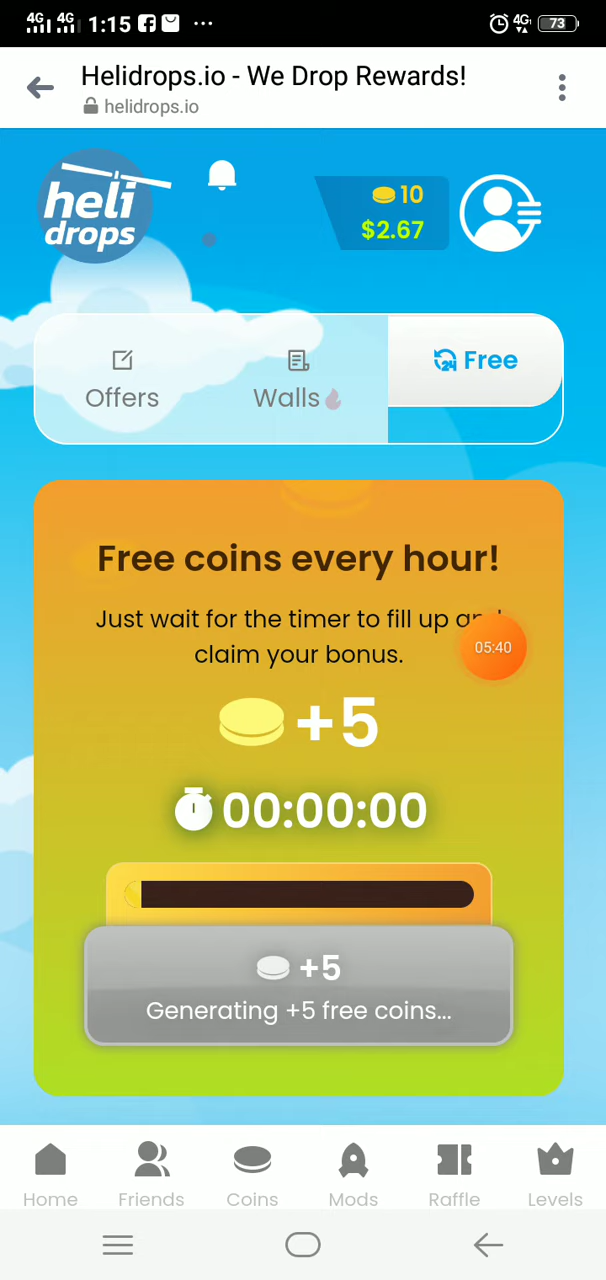 4G 4G 1:15 ... 4G 73
Helidrops.io - We Drop Rewards!
helidrops.io
heli
drops
10
$2.67
Offers
Walls
24 Free
Free coins every hour!
Just wait for the timer to fill up
claim your bonus.
05:40
+5
00:00:00
+5
Generating +5 free coins...
Home Friends Coins Mods Raffle Levels